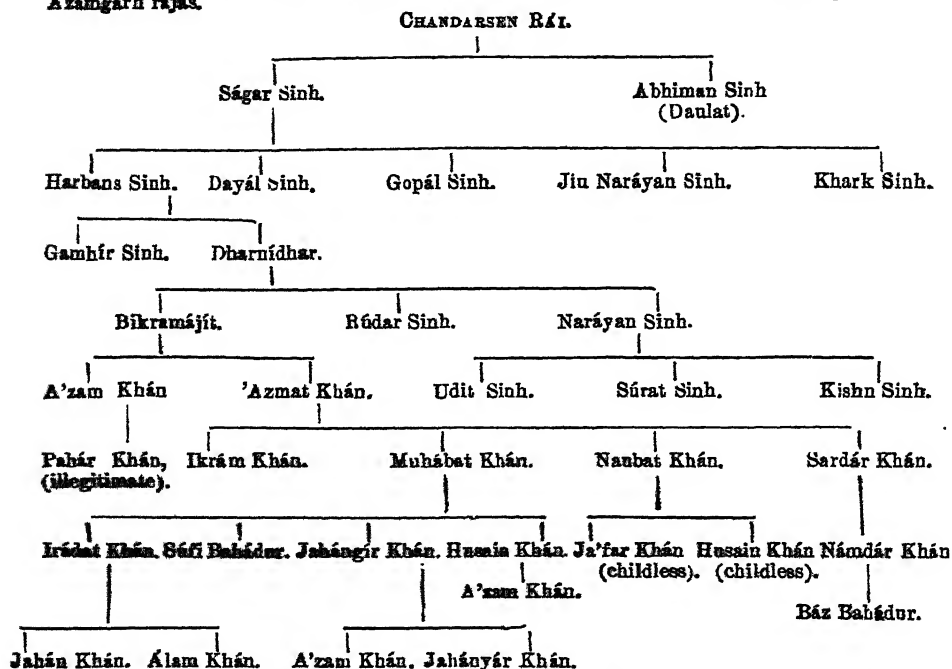 Azamgarh rajas.
CHANDARSEN RÁI.
Ságar Sinh. Abhiman Sinh
(Daulat).
Harbans Sinh. Dayál Sinh. Gopál Sinh. Jiu Naráyan Sinh. Khark Sinh.
Gamhír Sinh. Dharnídhar.
Bikramájít. Rúdar Sinh. Naráyan Sinh.
A'zam Khán 'Azmat Khán. Udit Sinh. Súrat Sinh. Kishn Sinh.
Pahár Khán, Ikrám Khán. Muhábat Khán. Naubat Khán. Sardár Khán.
(illegitimate).
Irádat Khán. Súfi Bahádur. Jahángír Khán. Husain Khán. Ja'far Khán Husain Khán Námdár Khán
(childless). (childless).
A'zam Khán.
Báz Bahádur.
Jahán Khán. Álam Khán. A'zam Khán. Jahányár Khán.